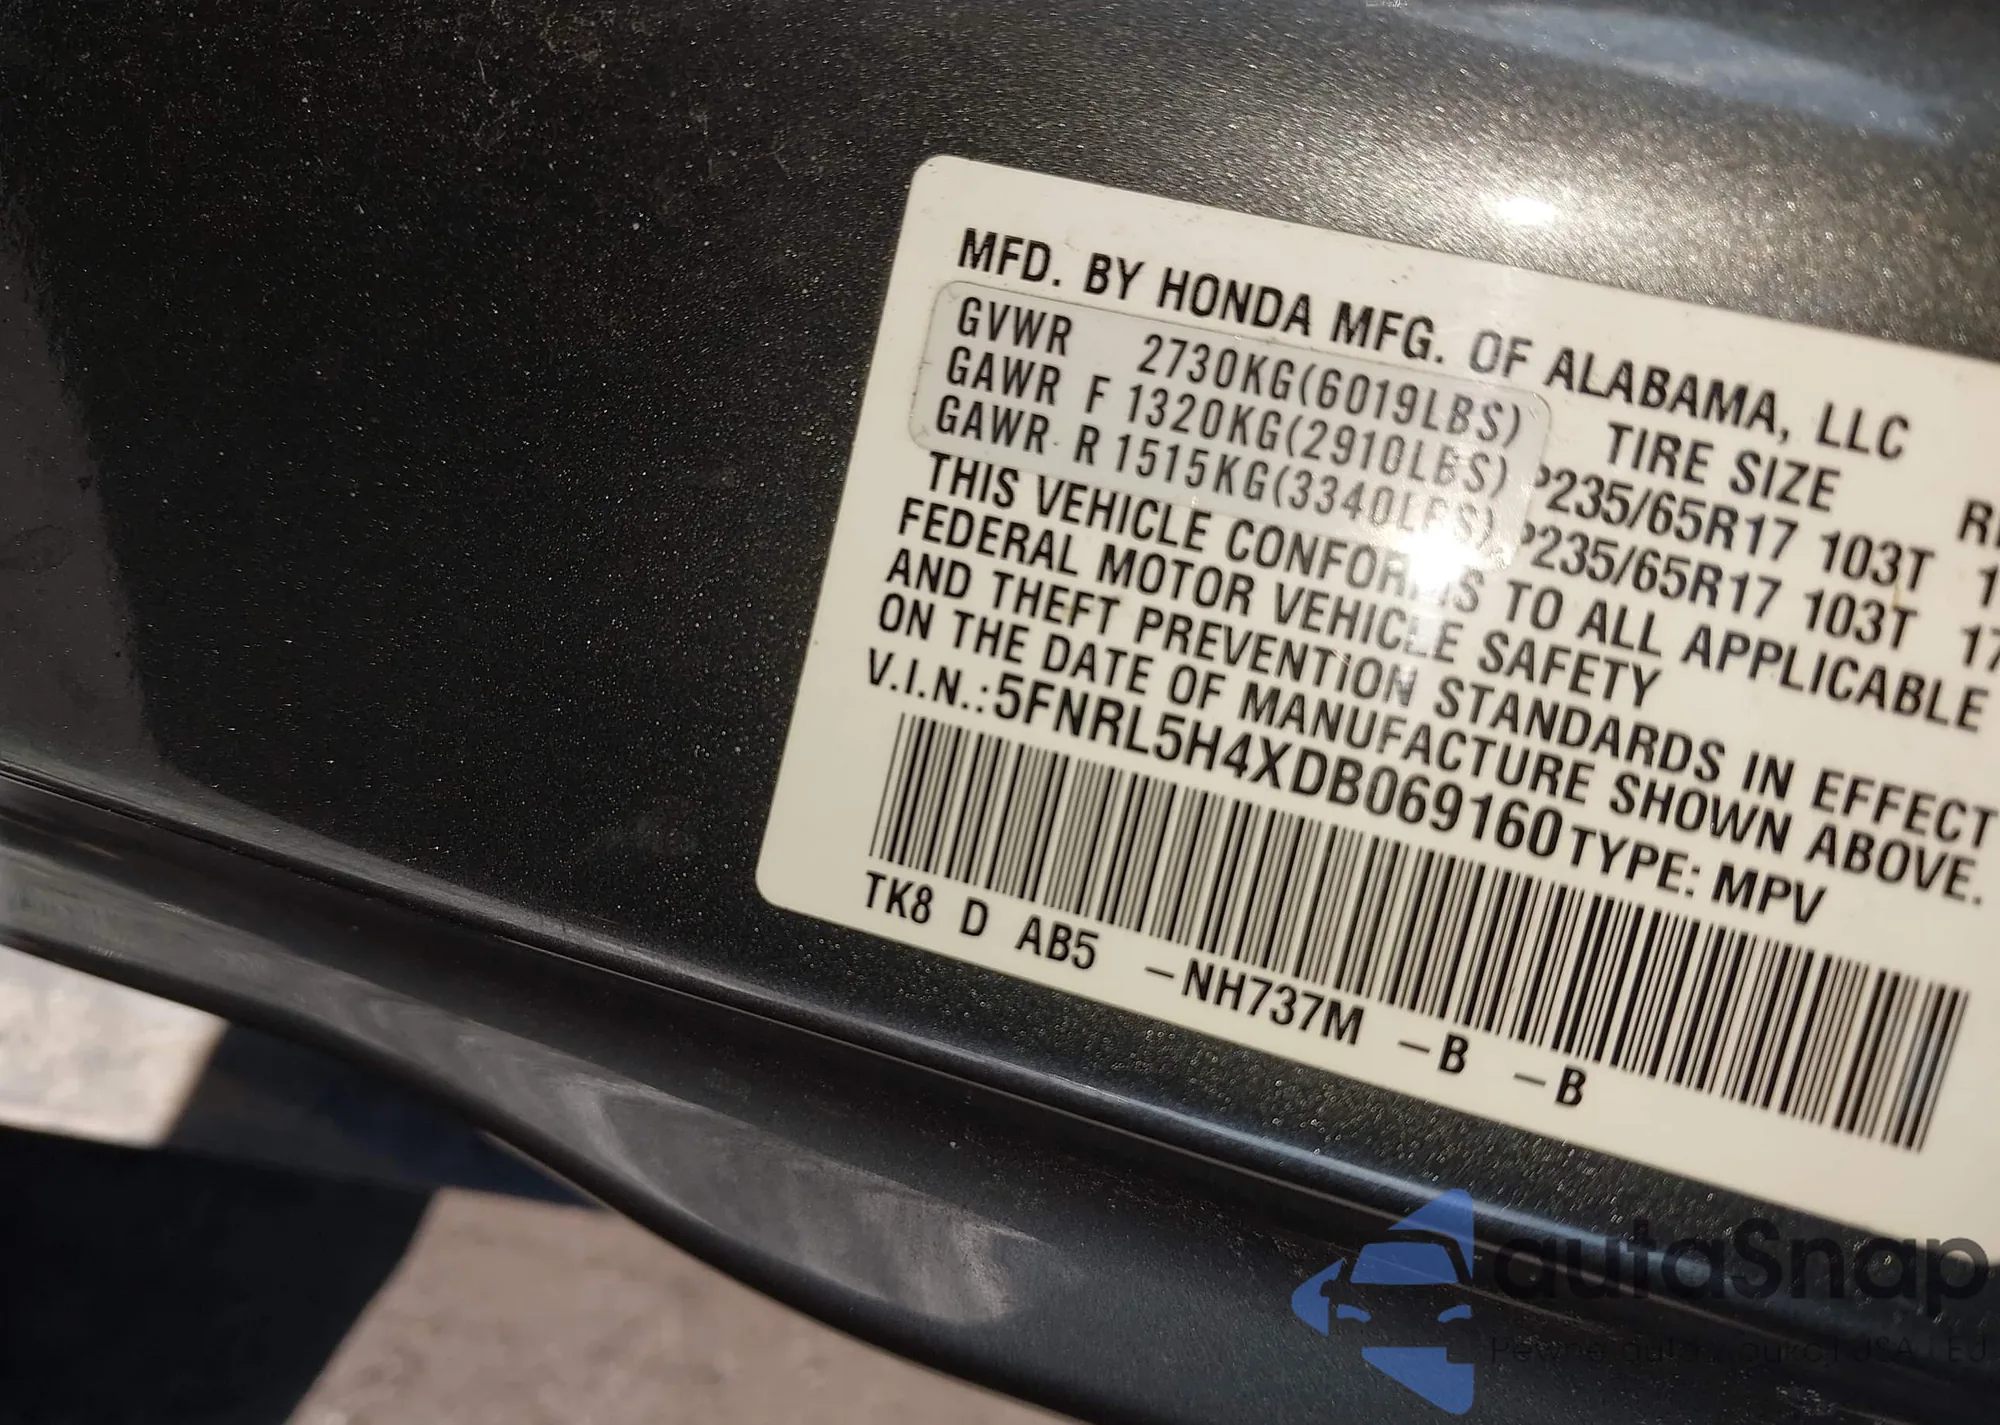 MFD. BY HONDA MFG. OF ALABAMA, LLC
GVWR 2730KG(6019LBS) TIRE SIZE
GAWR F 1320KG(2910LBS) P235/65R17 103T
GAWR R 1515KG(3340LBS) P235/65R17 103T
THIS VEHICLE CONFORMS TO ALL APPLICABLE
FEDERAL MOTOR VEHICLE SAFETY
AND THEFT PREVENTION STANDARDS IN EFFECT
ON THE DATE OF MANUFACTURE SHOWN ABOVE.
V.I.N.:5FNRL5H4XDB069160 TYPE: MPV
TK8 D AB5 -NH737M -B -B
autaSnap